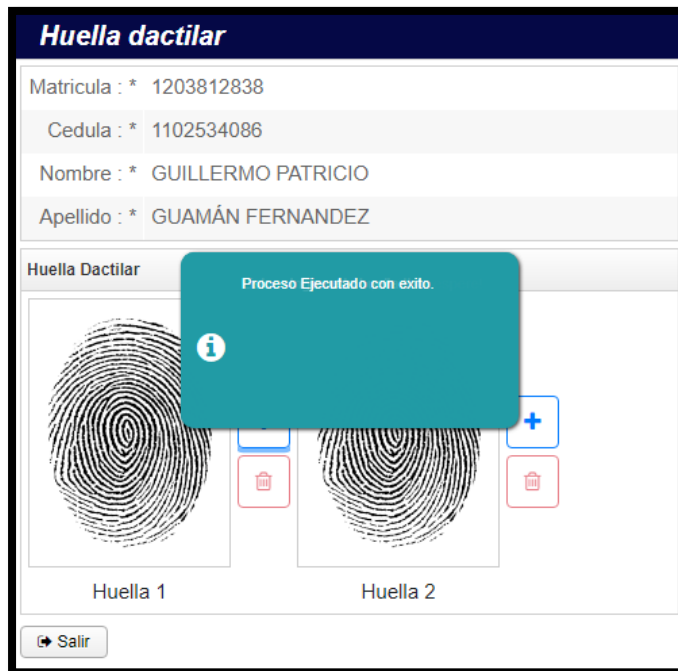 Huella dactilar
Matricula : * 1203812838
Cedula : * 1102534086
Nombre : * GUILLERMO PATRICIO
Apellido : * GUAMÁN FERNANDEZ
Huella Dactilar
Proceso Ejecutado con exito.
Huella 1
Huella 2
Salir